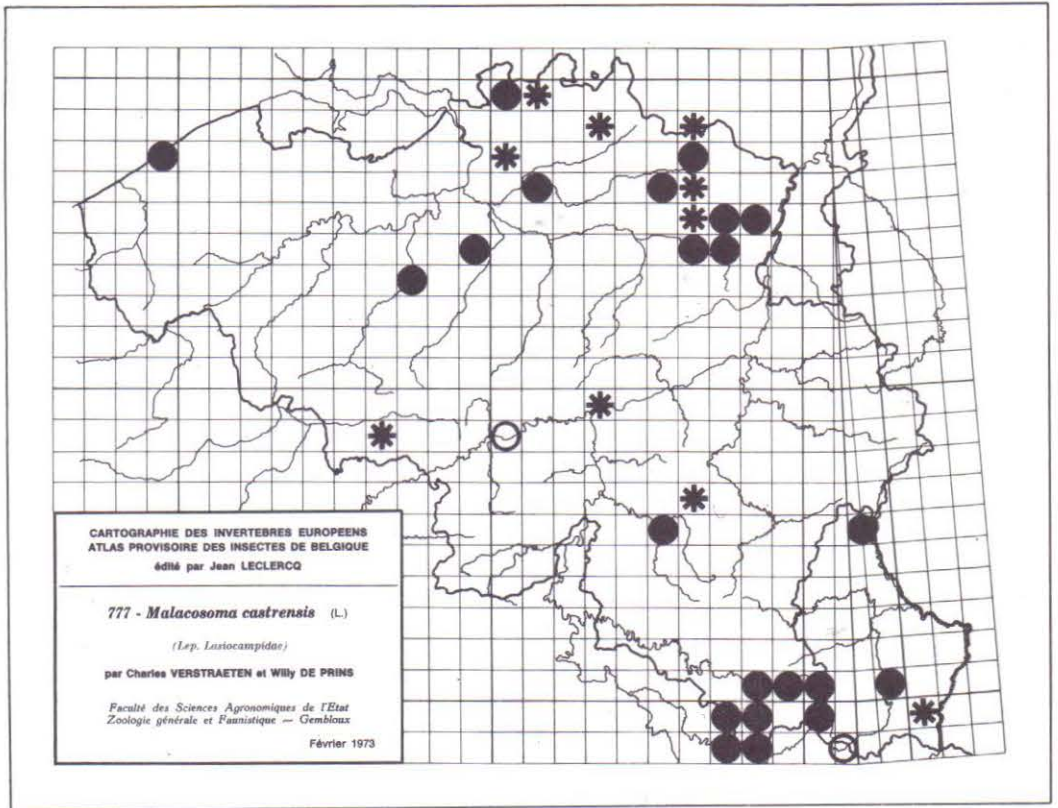 CARTOGRAPHIE DES INVERTEBRES EUROPEENS
ATLAS PROVISOIRE DES INSECTES DE BELGIQUE
édité par Jean LECLERCQ
777 - Malacosoma castrensis (L.)
(Lep. Lasiocampidae)
par Charles VERSTRAETEN et Willy DE PRINS
Faculté des Sciences Agronomiques de l'Etat
Zoologie générale et Faunistique — Gembloux
Février 1973